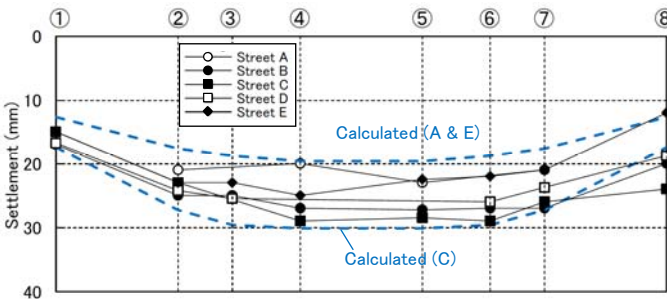 ① ② ③ ④ ⑤ ⑥ ⑦ ⑧
0
10
20
30
40
Settlement (mm)
Street A
Street B
Street C
Street D
Street E
Calculated (A & E)
Calculated (C)